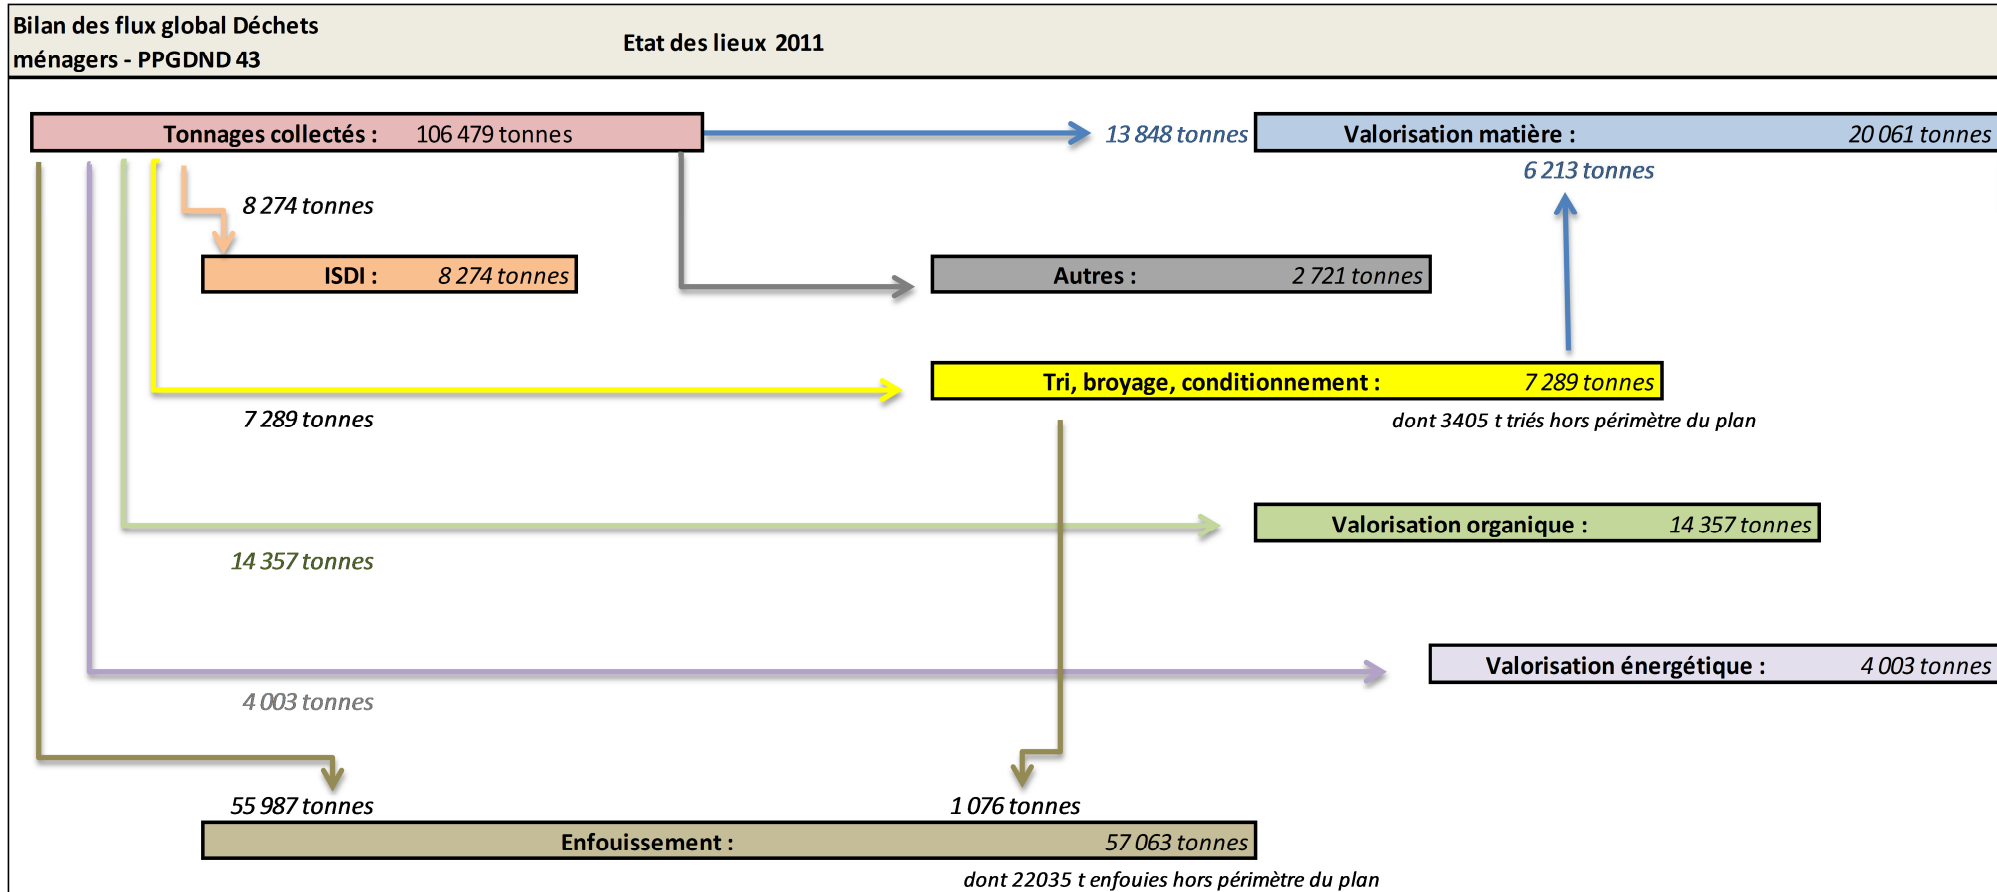 Bilan des flux global Déchets
ménagers - PPGDND 43
Etat des lieux 2011
Tonnages collectés : 106 479 tonnes
13 848 tonnes
Valorisation matière : 20 061 tonnes
6 213 tonnes
8 274 tonnes
ISDI : 8 274 tonnes
Autres : 2 721 tonnes
Tri, broyage, conditionnement : 7 289 tonnes
7 289 tonnes
dont 3405 t triés hors périmètre du plan
Valorisation organique : 14 357 tonnes
14 357 tonnes
Valorisation énergétique : 4 003 tonnes
4 003 tonnes
55 987 tonnes
1 076 tonnes
Enfouissement : 57 063 tonnes
dont 22035 t enfouies hors périmètre du plan